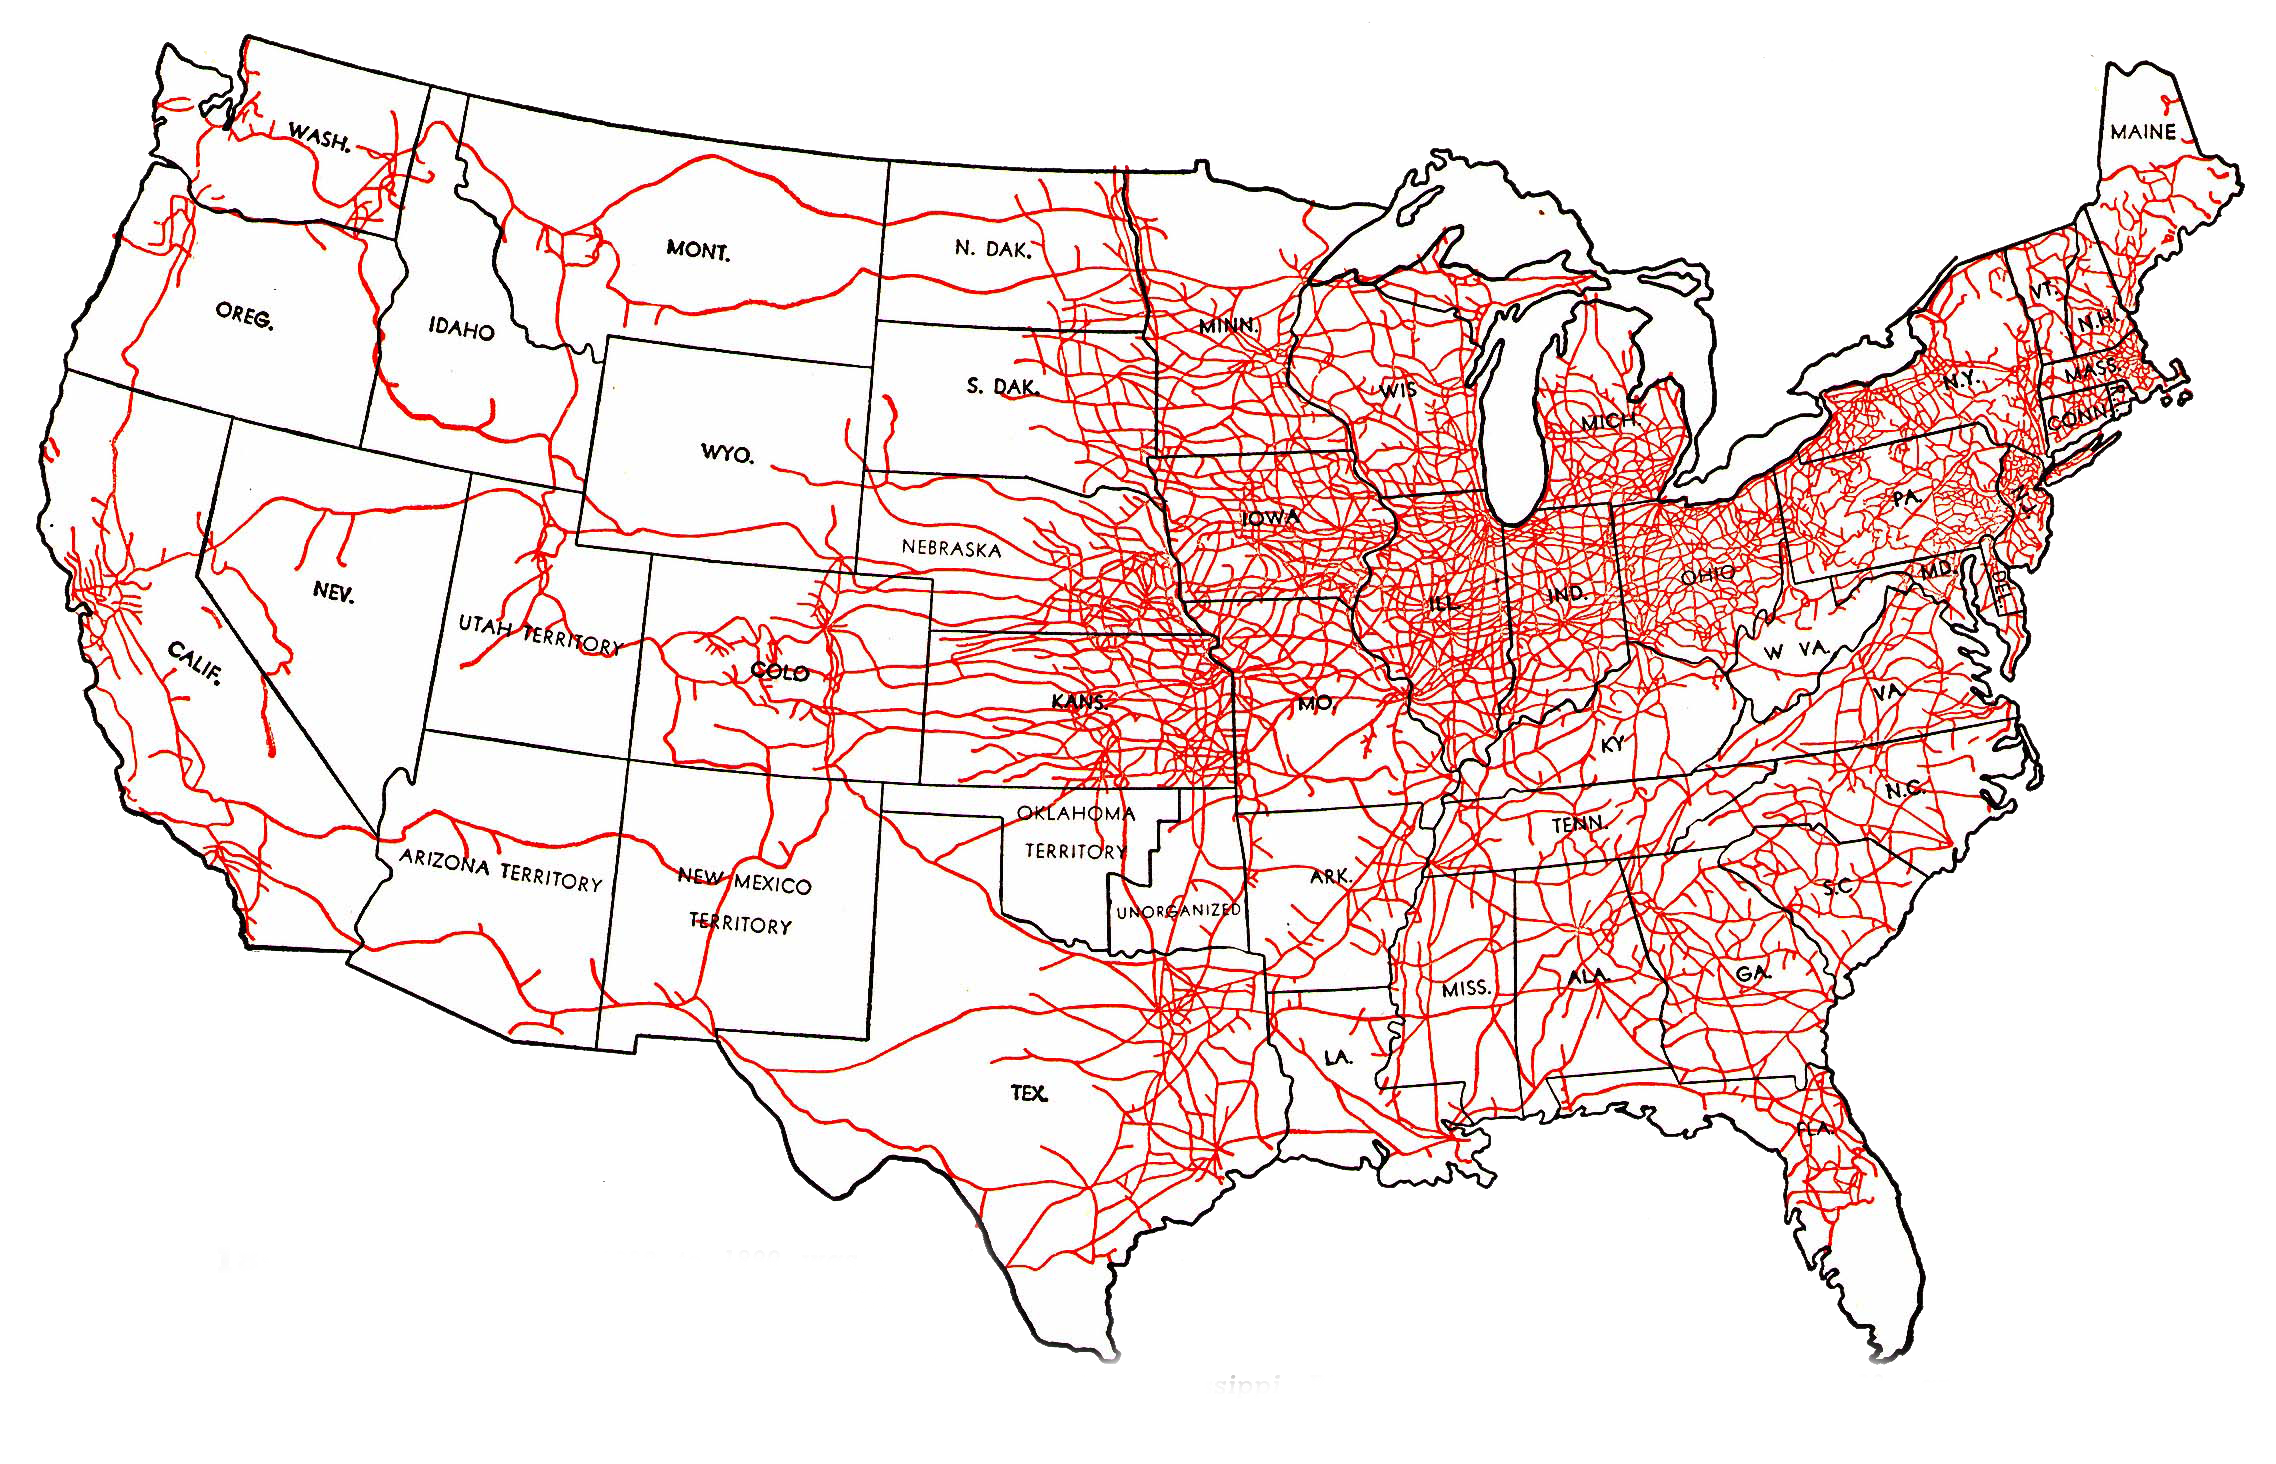 MAINE
WASH.
MONT.
N. DAK.
VT.
OREG.
IDAHO
MINN.
N.H.
S. DAK.
WIS
N.Y.
MASS.
MICH.
CONN.
R.I.
WYO.
PA.
N.J.
IOWA
NEBRASKA
NEV.
ILL.
IND.
OHIO
MD.
DEL.
UTAH TERRITORY
CALIF.
COLO
KANS.
MO.
W VA.
VA.
KY.
N.C.
OKLAHOMA
TERRITORY
TENN.
ARIZONA TERRITORY
NEW MEXICO
TERRITORY
ARK.
S.C.
UNORGANIZED
MISS.
ALA.
GA.
LA.
TEX.
FLA.
sippi